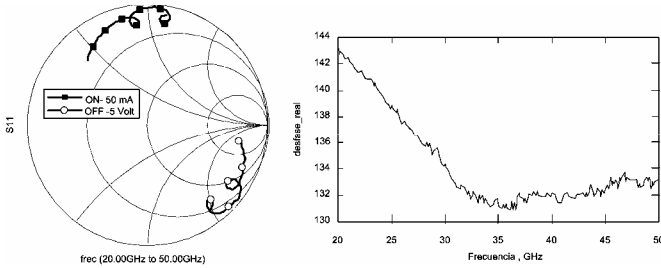 S11
ON- 50 mA
OFF -5 Volt
frec (20.00GHz to 50.00GHz)
desfase_real
144
142
140
138
136
134
132
130
20 25 30 35 40 45 50
Frecuencia , GHz